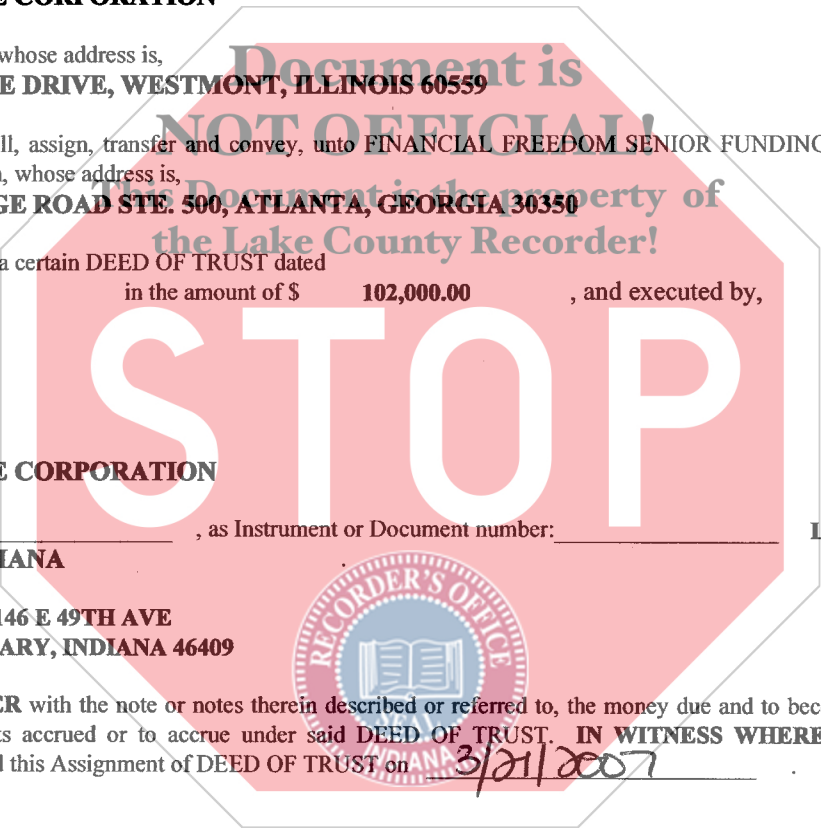 E CORPORATION
whose address is,
E DRIVE, WESTMONT, ILLINOIS 60559
ll, assign, transfer and convey, unto FINANCIAL FREEDOM SENIOR FUNDING
, whose address is,
GE ROAD STE. 500, ATLANTA, GEORGIA 30350
a certain DEED OF TRUST dated
in the amount of $ 102,000.00 , and executed by,
E CORPORATION
, as Instrument or Document number: L
IANA
146 E 49TH AVE
ARY, INDIANA 46409
ER with the note or notes therein described or referred to, the money due and to bec
ts accrued or to accrue under said DEED OF TRUST. IN WITNESS WHERE
this Assignment of DEED OF TRUST on 3/21/2007 .
Document is
NOT OFFICIAL!
This Document is the property of
the Lake County Recorder!
STOP
RECORDER'S OFFICE
SEAL
INDIANA